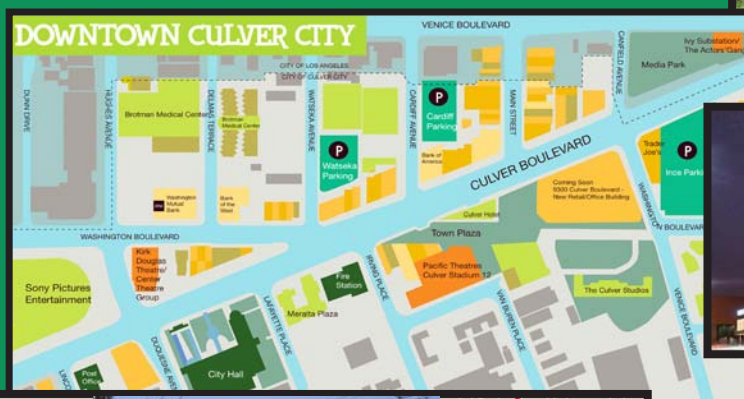 DOWNTOWN CULVER CITY
VENICE BOULEVARD
Ivy Substation/
The Actors' Gang
Media Park
CANFIELD AVENUE
CITY OF LOS ANGELES
CITY OF CULVER CITY
DUNN DRIVE
HUGHES AVENUE
Brotman Medical Center
DELMAS TERRACE
Brotman
Medical Center
WATSEKA AVENUE
P
Watseka
Parking
CARDIFF AVENUE
P
Cardiff
Parking
MAIN STREET
Bank of
America
CULVER BOULEVARD
Trader
Joe's
P
Ince Park
Washington
Mutual
Bank
Bank
of the
West
Coming Soon
9300 Culver Boulevard -
New Retail/Office Building
WASHINGTON
N BOULEVAR
Culver Hotel
Town Plaza
WASHINGTON BOULEVARD
Kirk
Douglas
Theatre/
Center
Theatre
Group
Sony Pictures
Entertainment
Fire
Station
IRVING PLACE
Pacific Theatres
Culver Stadium 12
The Culver Studios
VAN BUREN PLACE
VENICE BOULEVARD
Meralta Plaza
LAFAYETTE PLACE
City Hall
DUQUESNE AVE
Post
Office
LINCO